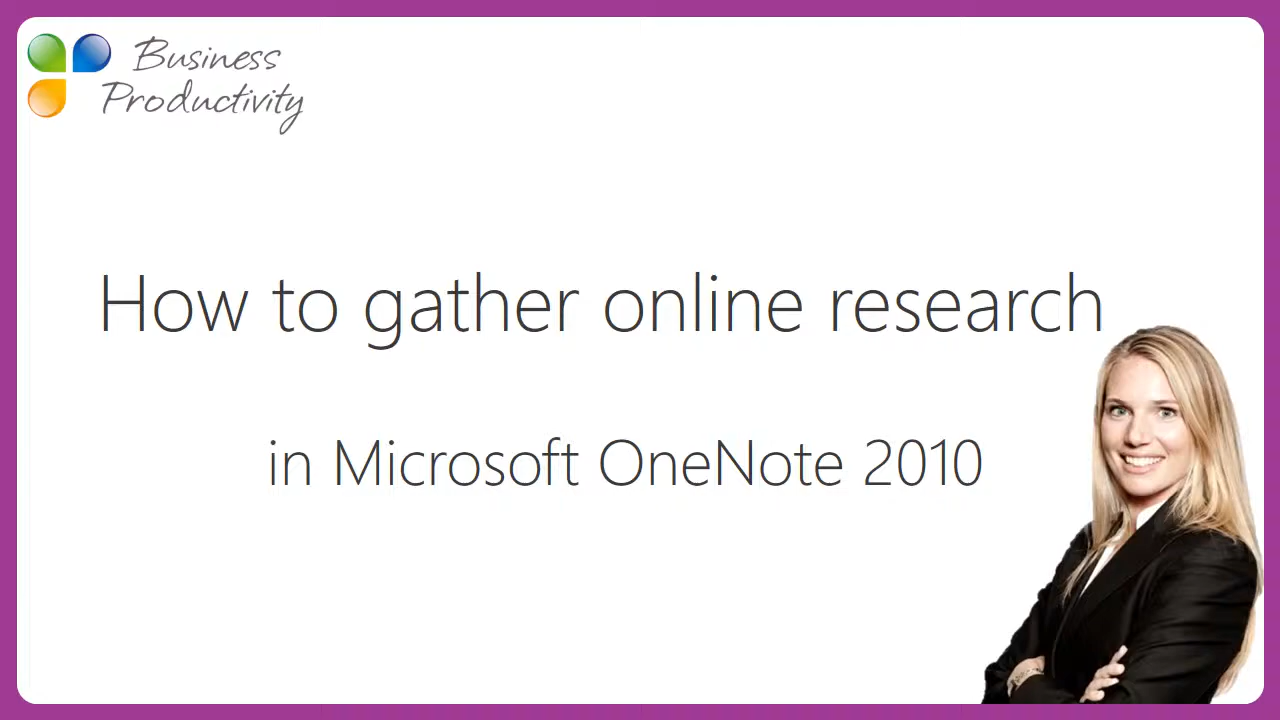 Business
Productivity
How to gather online research
in Microsoft OneNote 2010